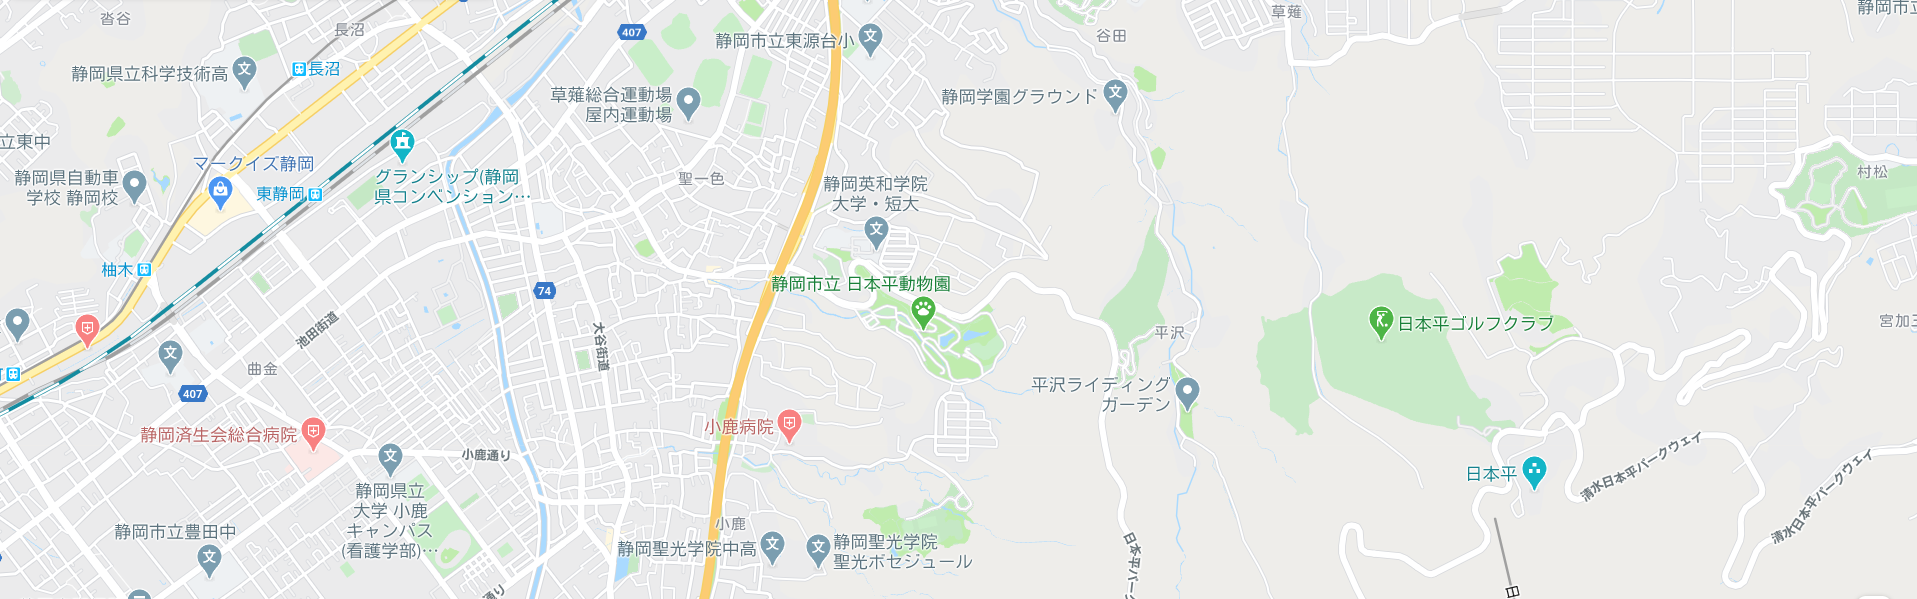 沓谷
長沼
407
静岡市立東源台小
谷田
草薙
静岡県立科学技術高
長沼
草薙総合運動場
屋内運動場
静岡学園グラウンド
立東中
マークイズ静岡
静岡県自動車
学校 静岡校
東静岡
グランシップ(静岡
県コンベンション…
聖一色
静岡英和学院
大学・短大
村松
柚木
74
静岡市立 日本平動物園
池田街道
大谷街道
曲金
407
平沢
日本平ゴルフクラブ
平沢ライディング
ガーデン
静岡済生会総合病院
小鹿通り
小鹿病院
日本平
清水日本平パークウェイ
清水日本平パークウェイ
静岡県立
大学 小鹿
キャンパス
(看護学部)…
静岡市立豊田中
小鹿
静岡聖光学院中高
静岡聖光学院
聖光ボセジュール
日本平パーク
通り
日